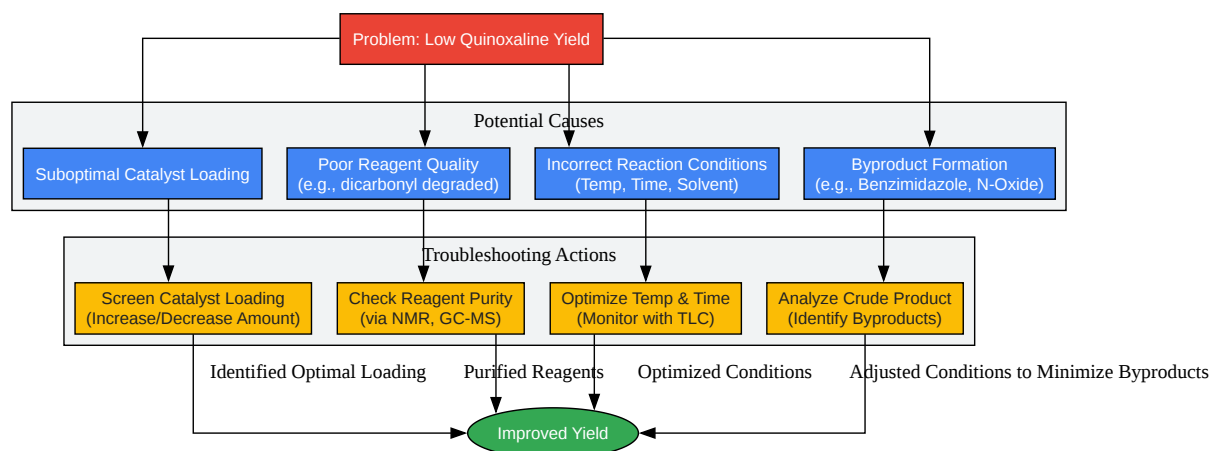 Problem: Low Quinoxaline Yield
Potential Causes
Suboptimal Catalyst Loading
Poor Reagent Quality
(e.g., dicarbonyl degraded)
Incorrect Reaction Conditions
(Temp, Time, Solvent)
Byproduct Formation
(e.g., Benzimidazole, N-Oxide)
Troubleshooting Actions
Screen Catalyst Loading
(Increase/Decrease Amount)
Check Reagent Purity
(via NMR, GC-MS)
Optimize Temp & Time
(Monitor with TLC)
Analyze Crude Product
(Identify Byproducts)
Identified Optimal Loading
Purified Reagents
Optimized Conditions
Adjusted Conditions to Minimize Byproducts
Improved Yield